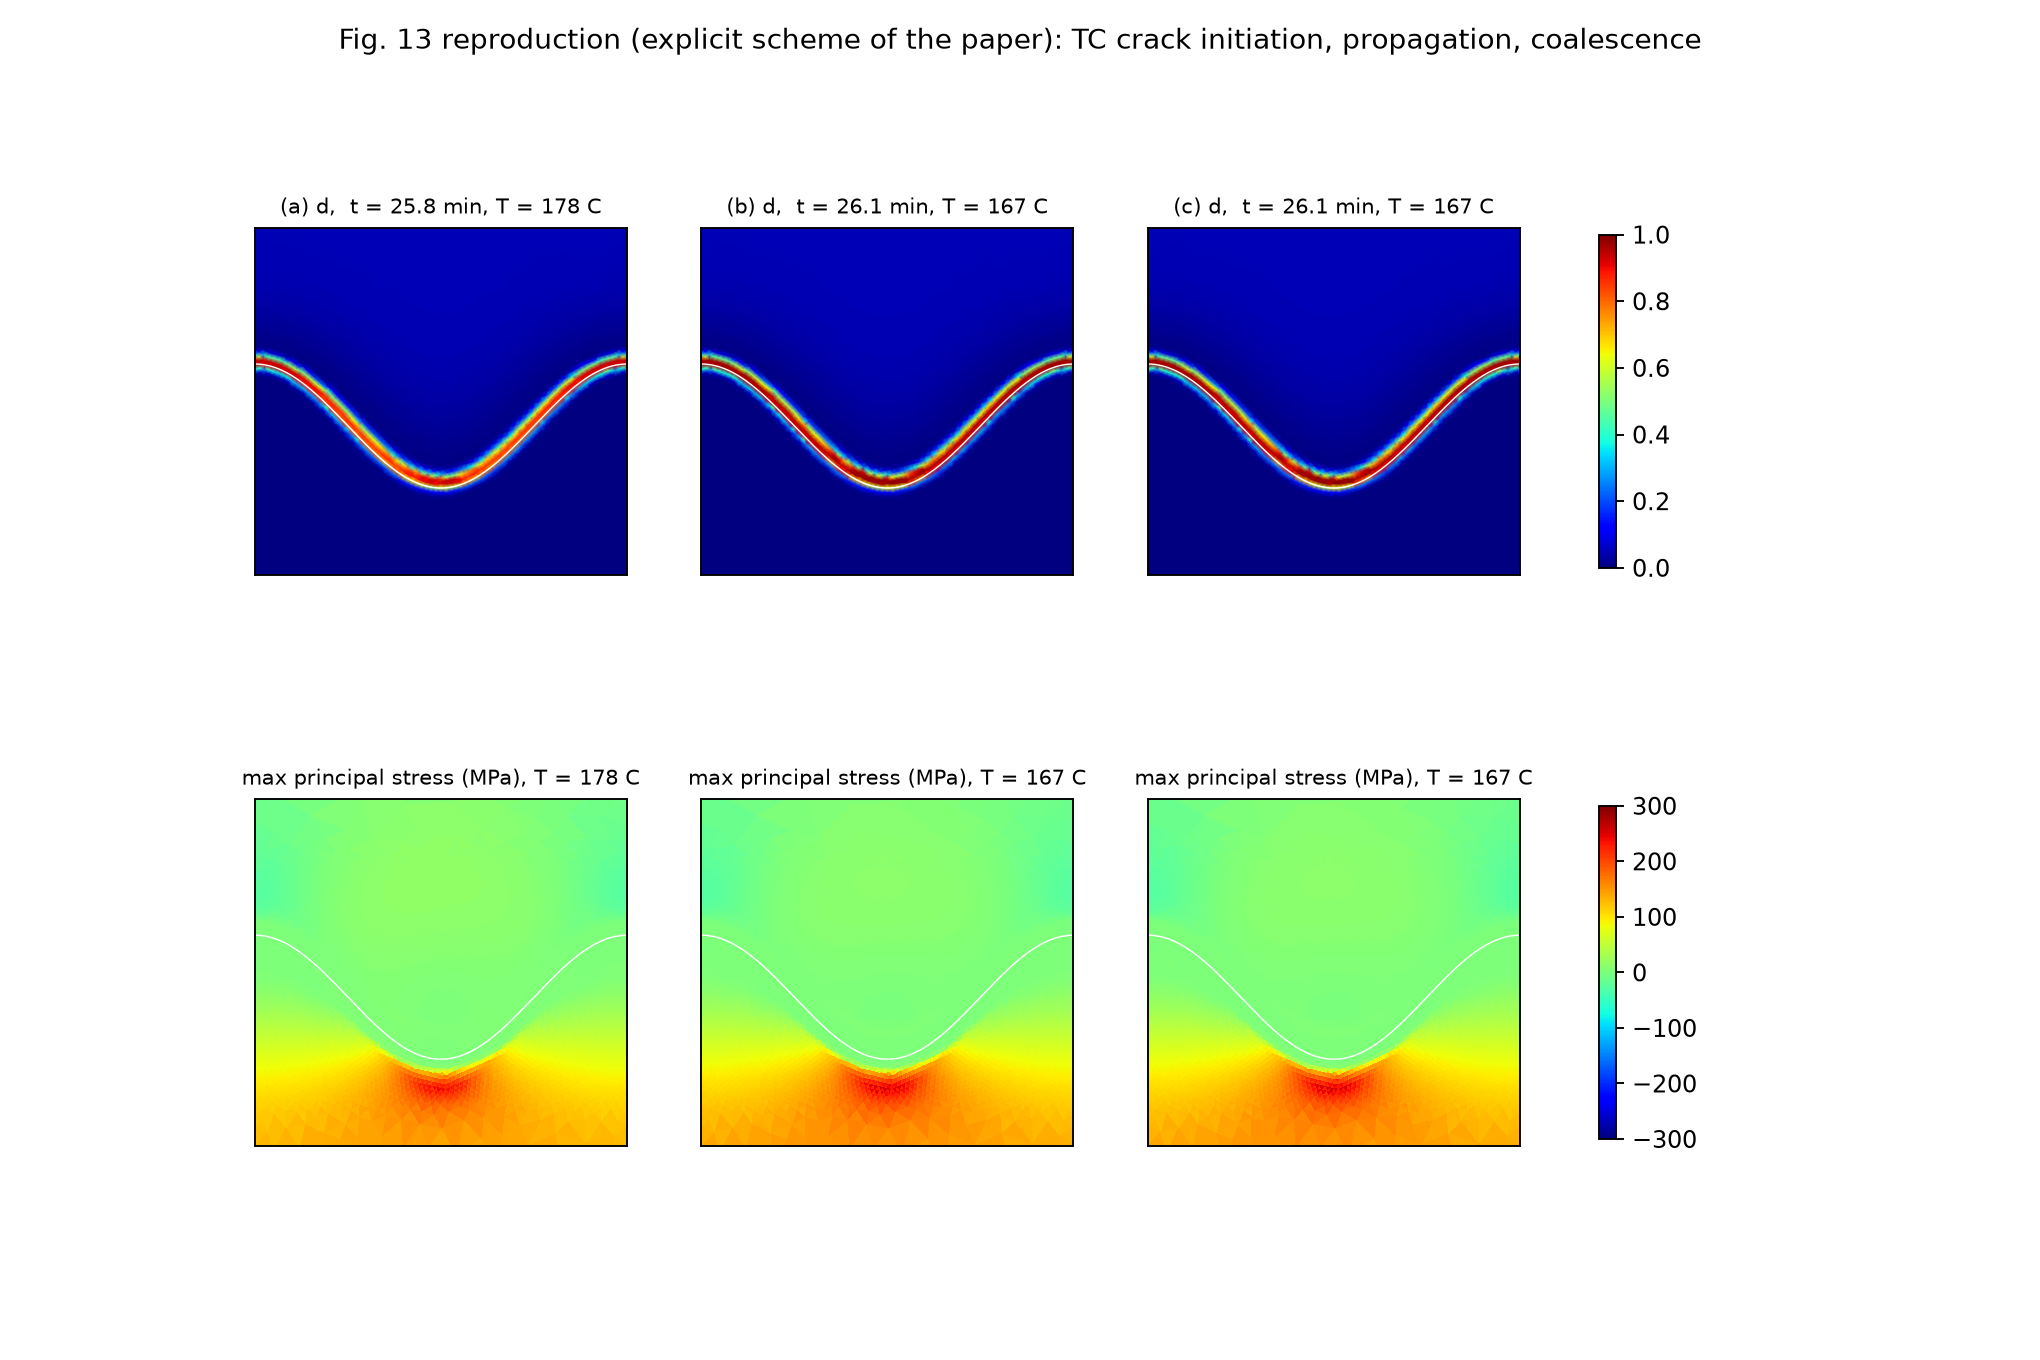 Fig. 13 reproduction (explicit scheme of the paper): TC crack initiation, propagation, coalescence
(a) d,  t = 25.8 min, T = 178 C
(b) d,  t = 26.1 min, T = 167 C
(c) d,  t = 26.1 min, T = 167 C
1.0
0.8
0.6
0.4
0.2
0.0
max principal stress (MPa), T = 178 C
max principal stress (MPa), T = 167 C
max principal stress (MPa), T = 167 C
300
200
100
0
−100
−200
−300